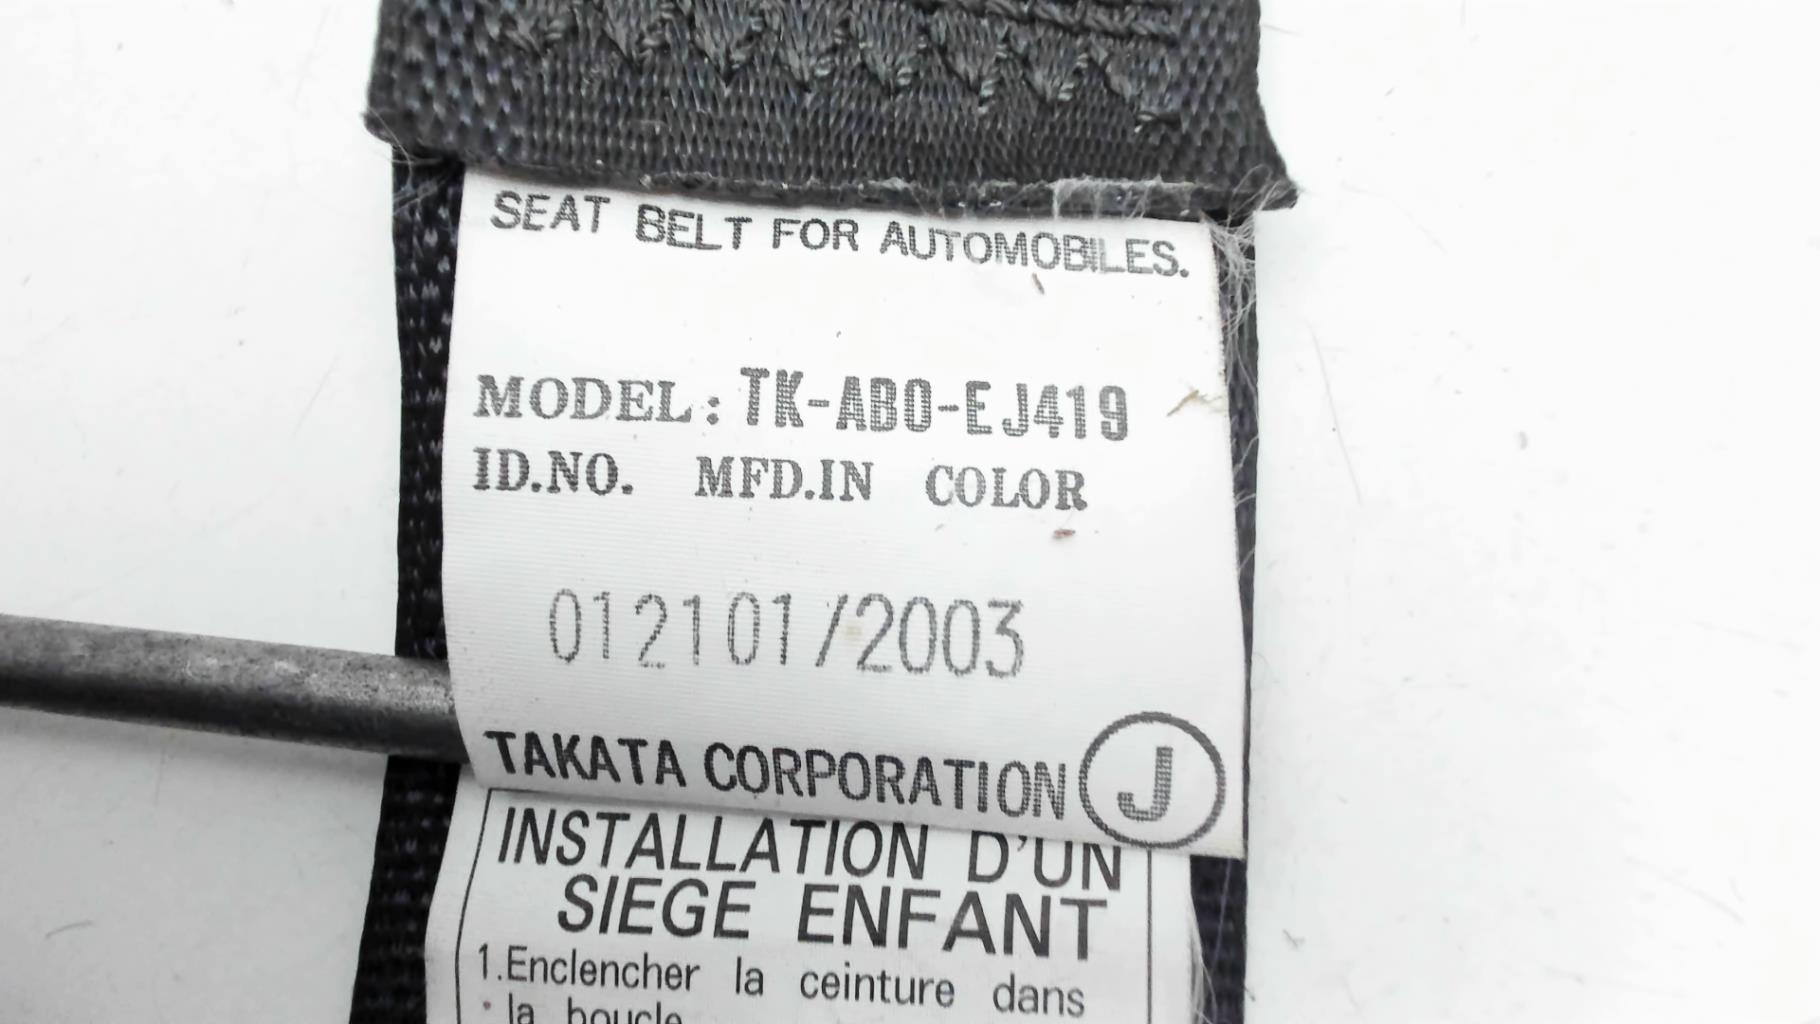 SEAT BELT FOR AUTOMOBILES.
MODEL: TK-AB0-EJ419
ID.NO. MFD.IN COLOR
012101/2003
TAKATA CORPORATION J
INSTALLATION D'UN
SIEGE ENFANT
1.Enclencher la ceinture dans
la boucle